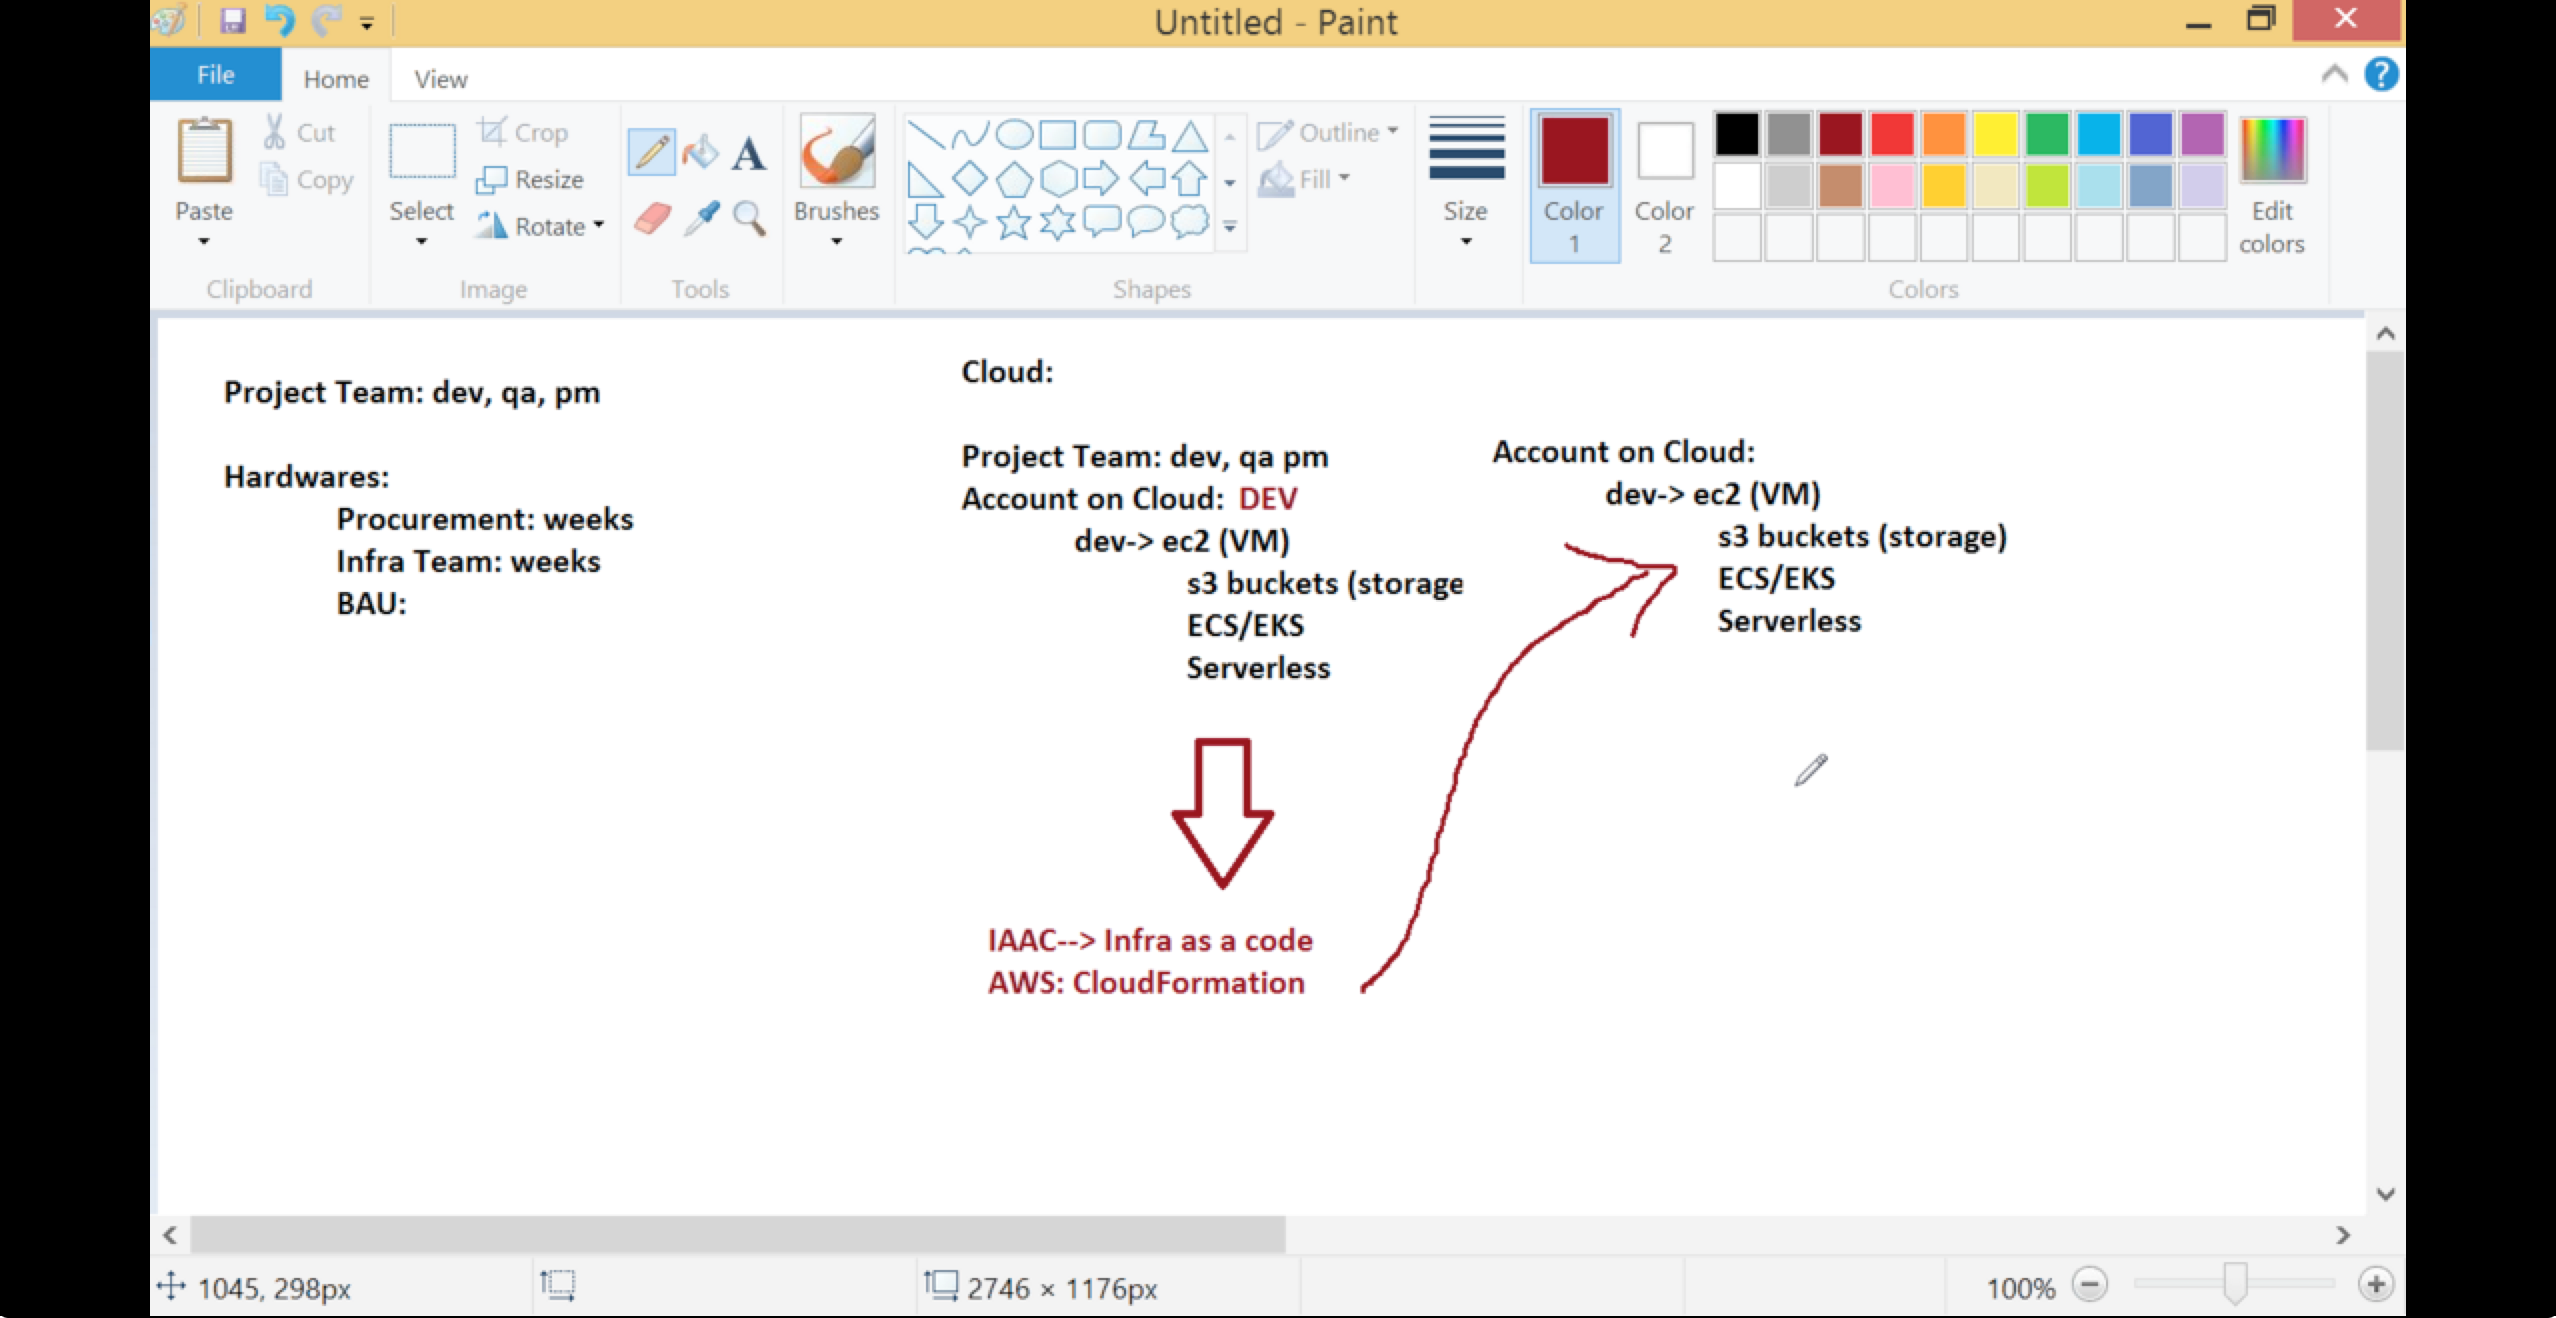 Untitled - Paint
File Home View
Paste
Cut
Copy
Clipboard
Select
Crop
Resize
Rotate
Image
A
Tools
Brushes
Shapes
Outline
Fill
Size
Color 1
Color 2
Edit colors
Colors
Project Team: dev, qa, pm
Hardwares:
Procurement: weeks
Infra Team: weeks
BAU:
Cloud:
Project Team: dev, qa pm
Account on Cloud: DEV
dev-> ec2 (VM)
s3 buckets (storage
ECS/EKS
Serverless
IAAC--> Infra as a code
AWS: CloudFormation
Account on Cloud:
dev-> ec2 (VM)
s3 buckets (storage)
ECS/EKS
Serverless
1045, 298px
2746 × 1176px
100%